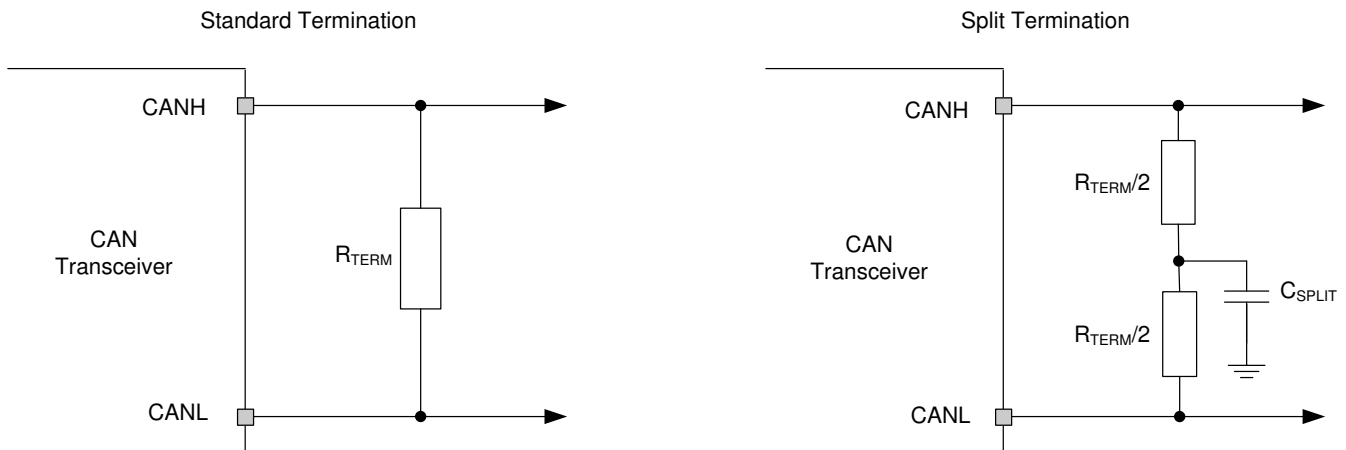 Standard Termination
CANH
CAN
Transceiver
RTERM
CANL
Split Termination
CANH
RTERM/2
CAN
Transceiver
CSPLIT
RTERM/2
CANL